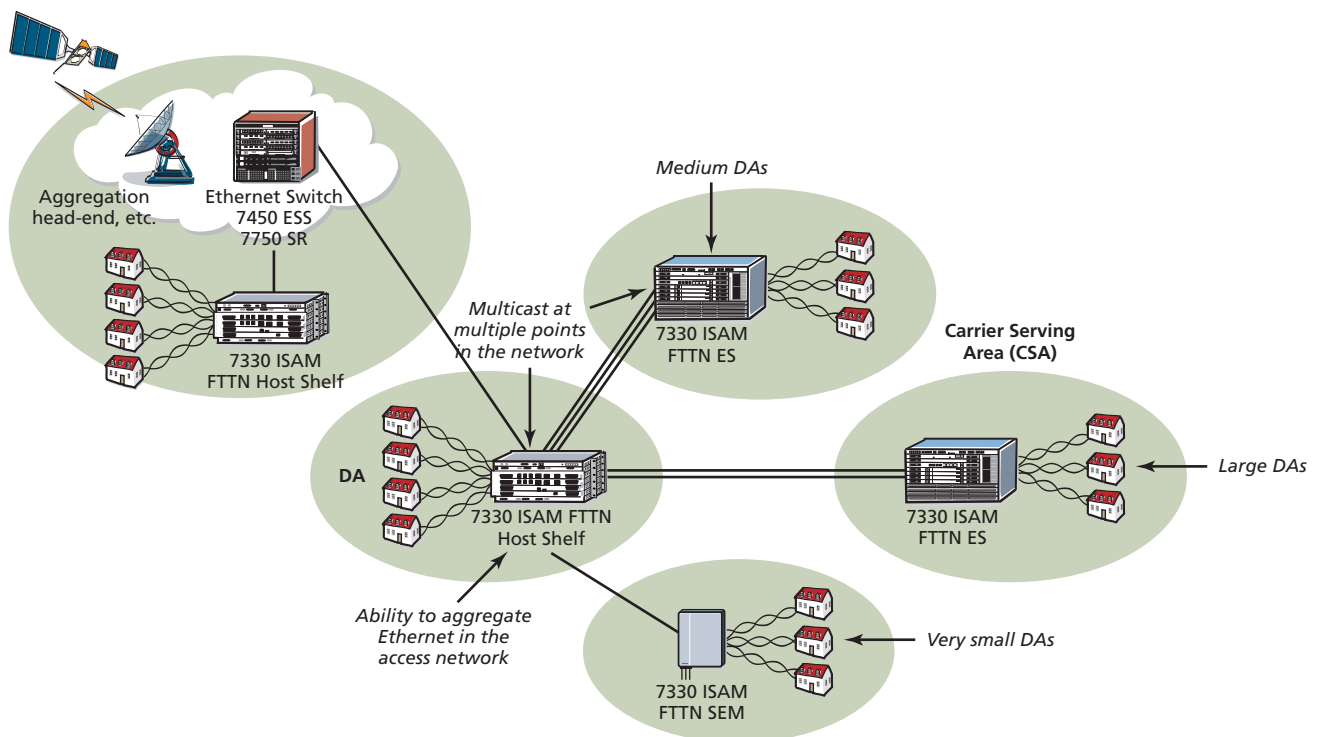 Aggregation
head-end, etc.
Ethernet Switch
7450 ESS
7750 SR
7330 ISAM
FTTN Host Shelf
Medium DAs
Multicast at
multiple points
in the network
7330 ISAM
FTTN ES
Carrier Serving
Area (CSA)
DA
7330 ISAM FTTN
Host Shelf
7330 ISAM
FTTN ES
Large DAs
Ability to aggregate
Ethernet in the
access network
7330 ISAM
FTTN SEM
Very small DAs